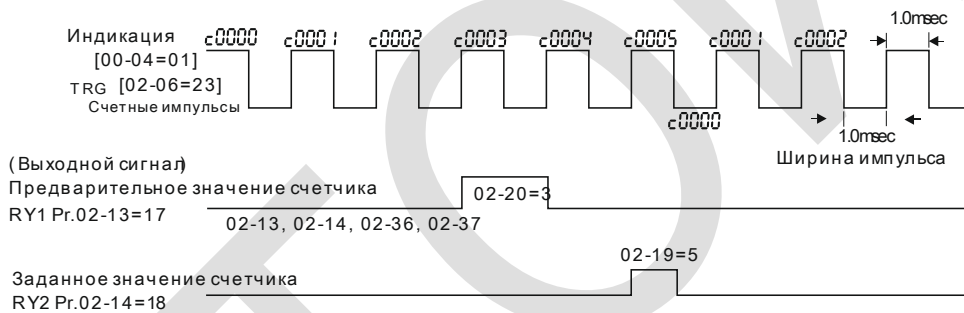 Индикация
[00-04=01]
TRG [02-06=23]
Счетные импульсы
c0000 c0001 c0002 c0003 c0004 c0005 c0001 c0002
1.0msec
c0000
1.0msec
Ширина импульса
(Выходной сигнал)
Предварительное значение счетчика
RY1 Pr.02-13=17
02-20=3
02-13, 02-14, 02-36, 02-37
02-19=5
Заданное значение счетчика
RY2 Pr.02-14=18